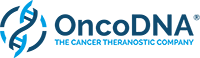 OncoDNA®
THE CANCER THERANOSTIC COMPANY